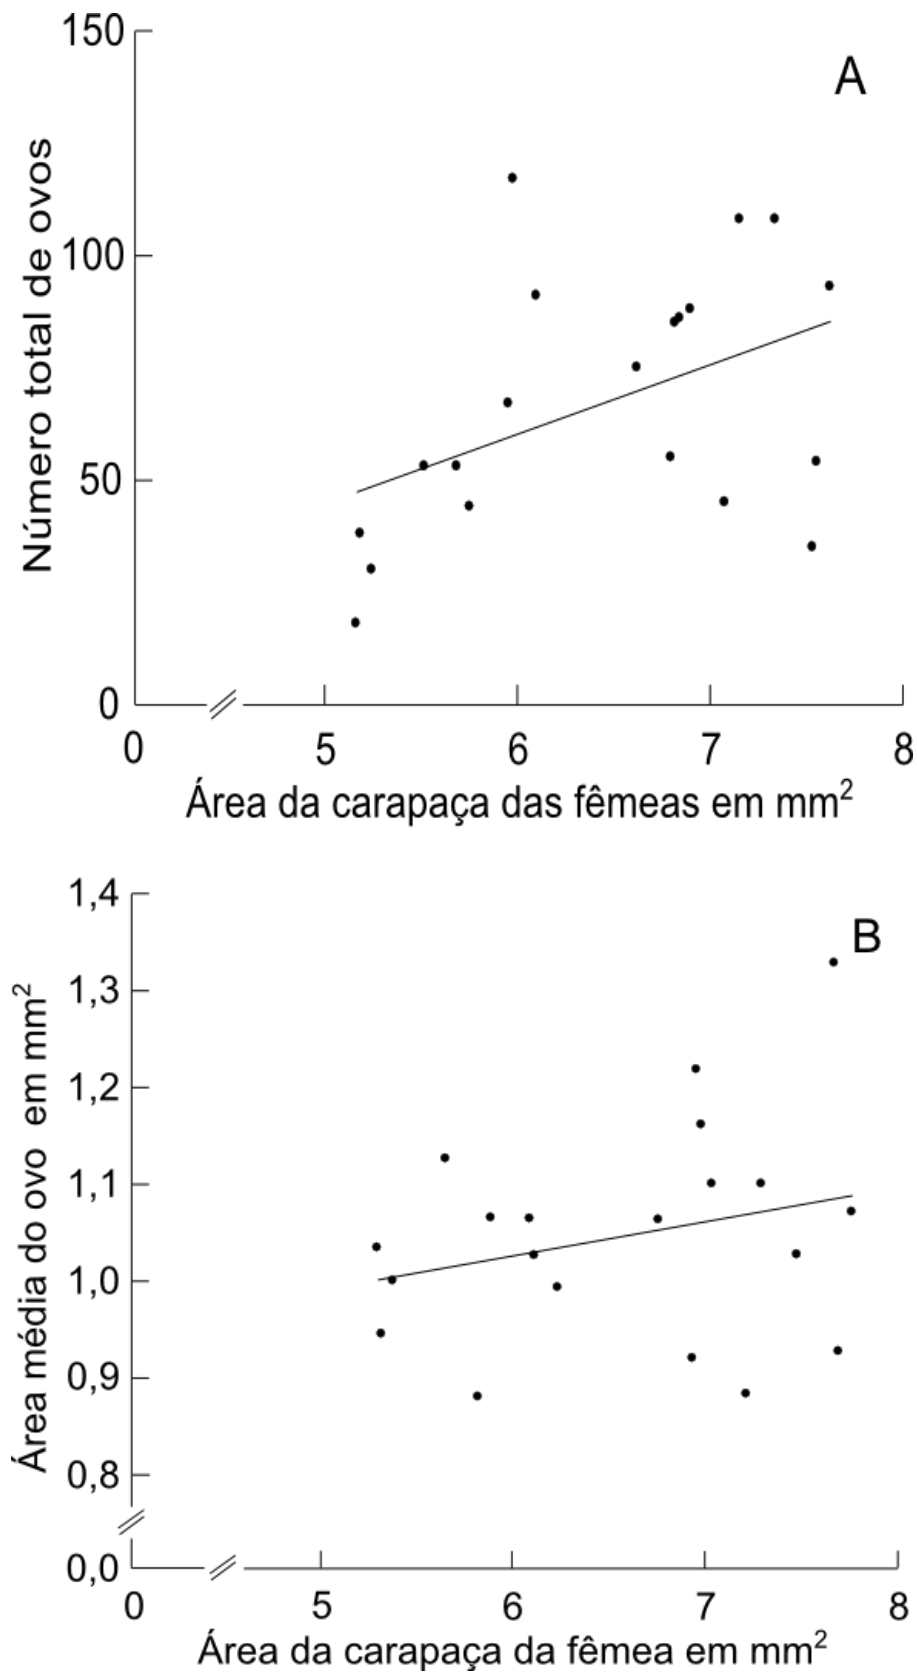 150
A
100
50
0
Número total de ovos
0 5 6 7 8
Área da carapaça das fêmeas em mm²
1,4
B
1,3
1,2
1,1
1,0
0,9
0,8
0,0
Área média do ovo em mm²
0 5 6 7 8
Área da carapaça da fêmea em mm²